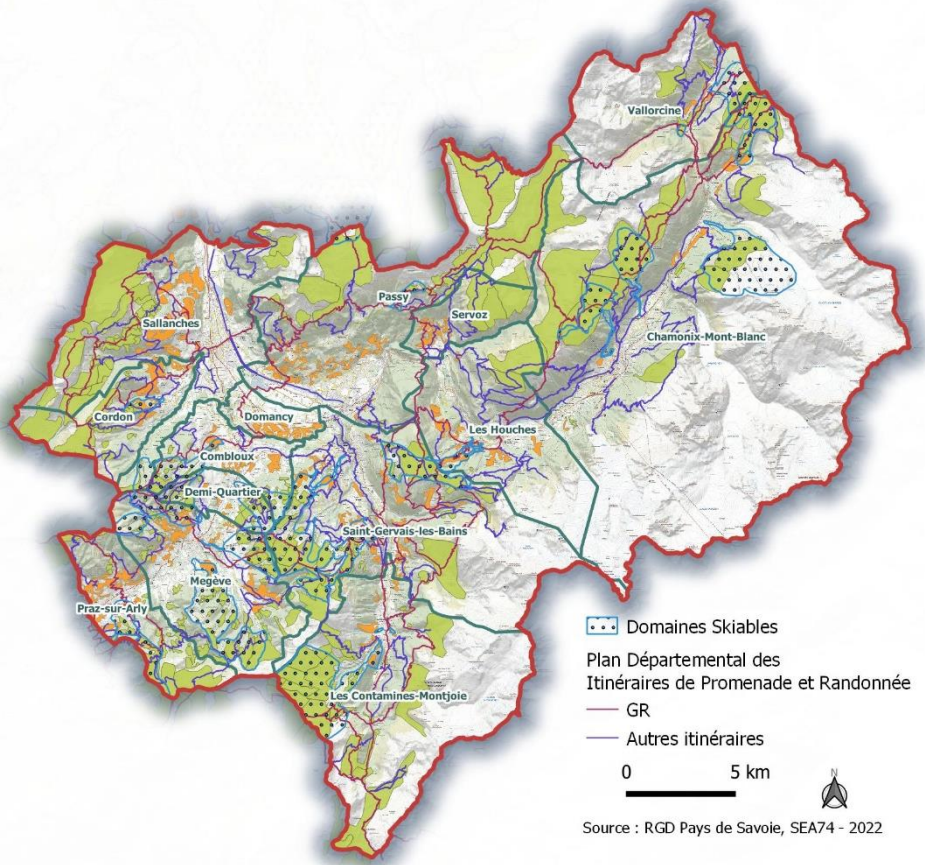 Vallorcine
Passy
Servoz
Sallanches
Chamonix-Mont-Blanc
Cordon
Domancy
Les Houches
Combloux
Demi-Quartier
Saint-Gervais-les-Bains
Megève
Praz-sur-Arly
Les Contamines-Montjoie
Domaines Skiables
Plan Départemental des
Itinéraires de Promenade et Randonnée
GR
Autres itinéraires
0 5 km
N
Source : RGD Pays de Savoie, SEA74 - 2022